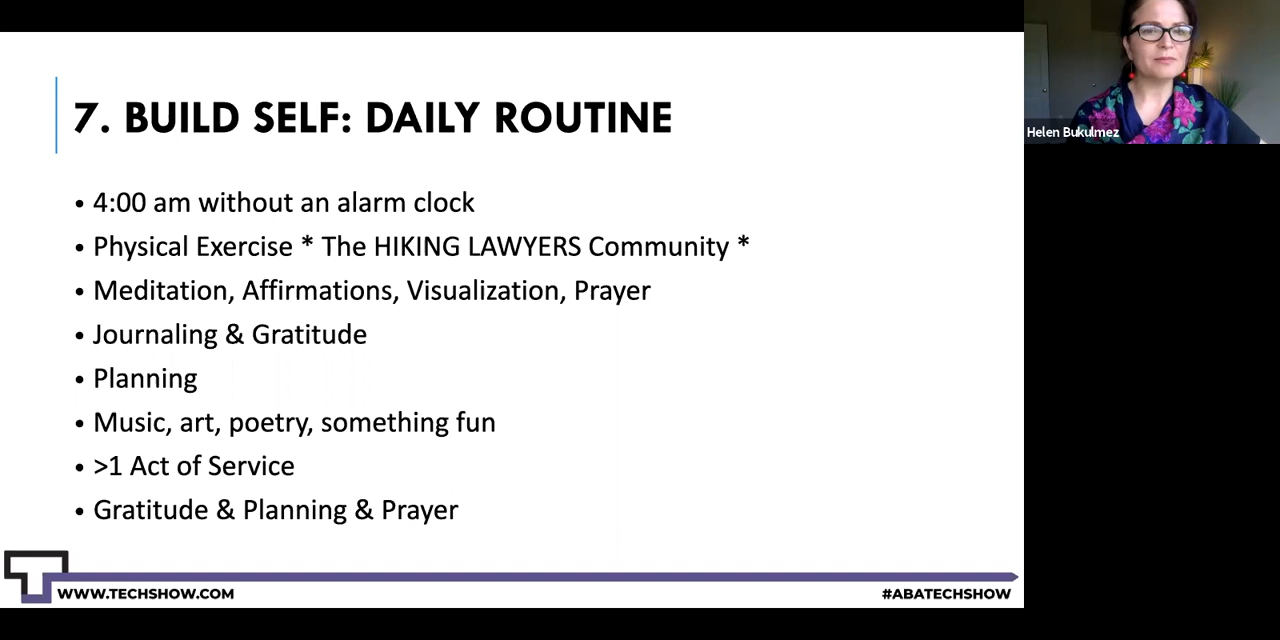 7. BUILD SELF: DAILY ROUTINE
• 4:00 am without an alarm clock
• Physical Exercise * The HIKING LAWYERS Community *
• Meditation, Affirmations, Visualization, Prayer
• Journaling & Gratitude
• Planning
• Music, art, poetry, something fun
• >1 Act of Service
• Gratitude & Planning & Prayer
WWW.TECHSHOW.COM
#ABATECHSHOW
Helen Bukulmez